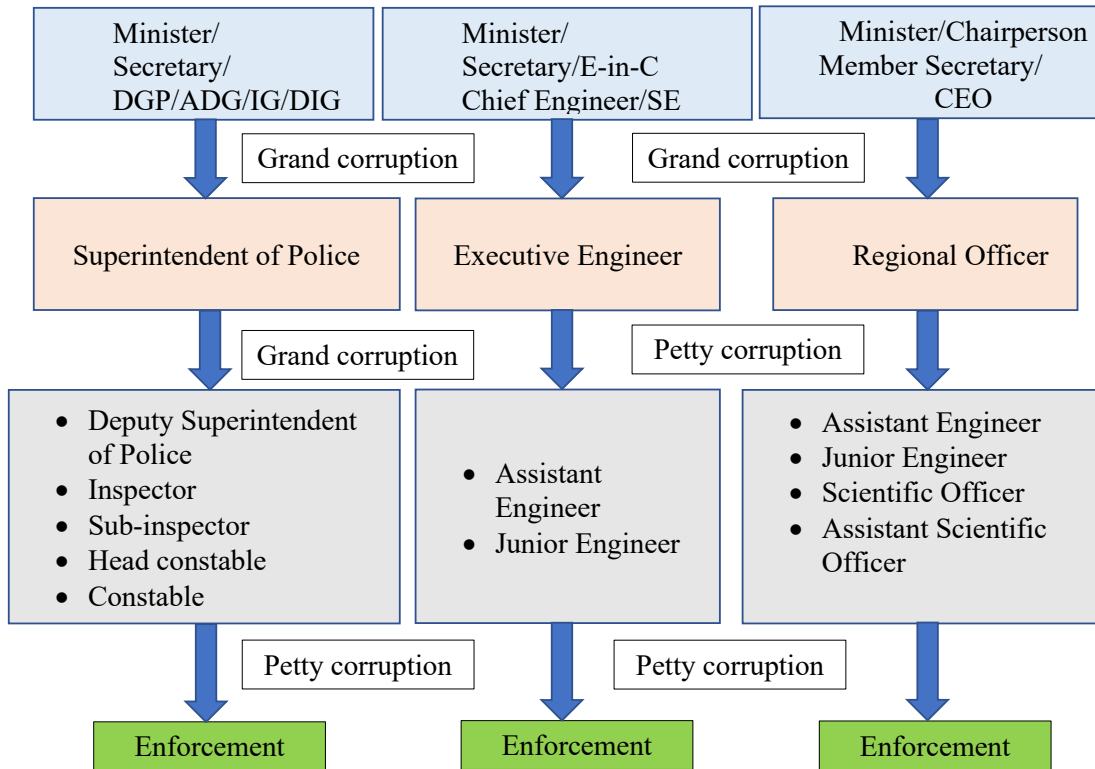 Minister/
Secretary/
DGP/ADG/IG/DIG
Minister/
Secretary/E-in-C
Chief Engineer/SE
Minister/Chairperson
Member Secretary/
CEO
Grand corruption
Grand corruption
Superintendent of Police
Executive Engineer
Regional Officer
Grand corruption
Petty corruption
• Deputy Superintendent
of Police
• Inspector
• Sub-inspector
• Head constable
• Constable
• Assistant
Engineer
• Junior Engineer
• Assistant Engineer
• Junior Engineer
• Scientific Officer
• Assistant Scientific
Officer
Petty corruption
Petty corruption
Enforcement
Enforcement
Enforcement